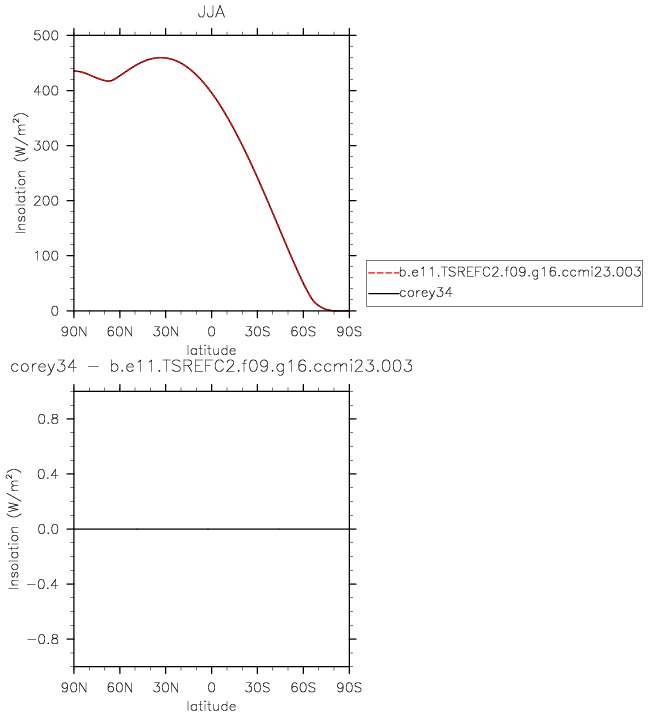 JJA
500
400
300
200
100
0
Insolation (W/m²)
90N 60N 30N 0 30S 60S 90S
latitude
b.e11.TSREFC2.f09.g16.ccmi23.003
corey34
corey34 − b.e11.TSREFC2.f09.g16.ccmi23.003
0.8
0.4
0.0
−0.4
−0.8
Insolation (W/m²)
90N 60N 30N 0 30S 60S 90S
latitude